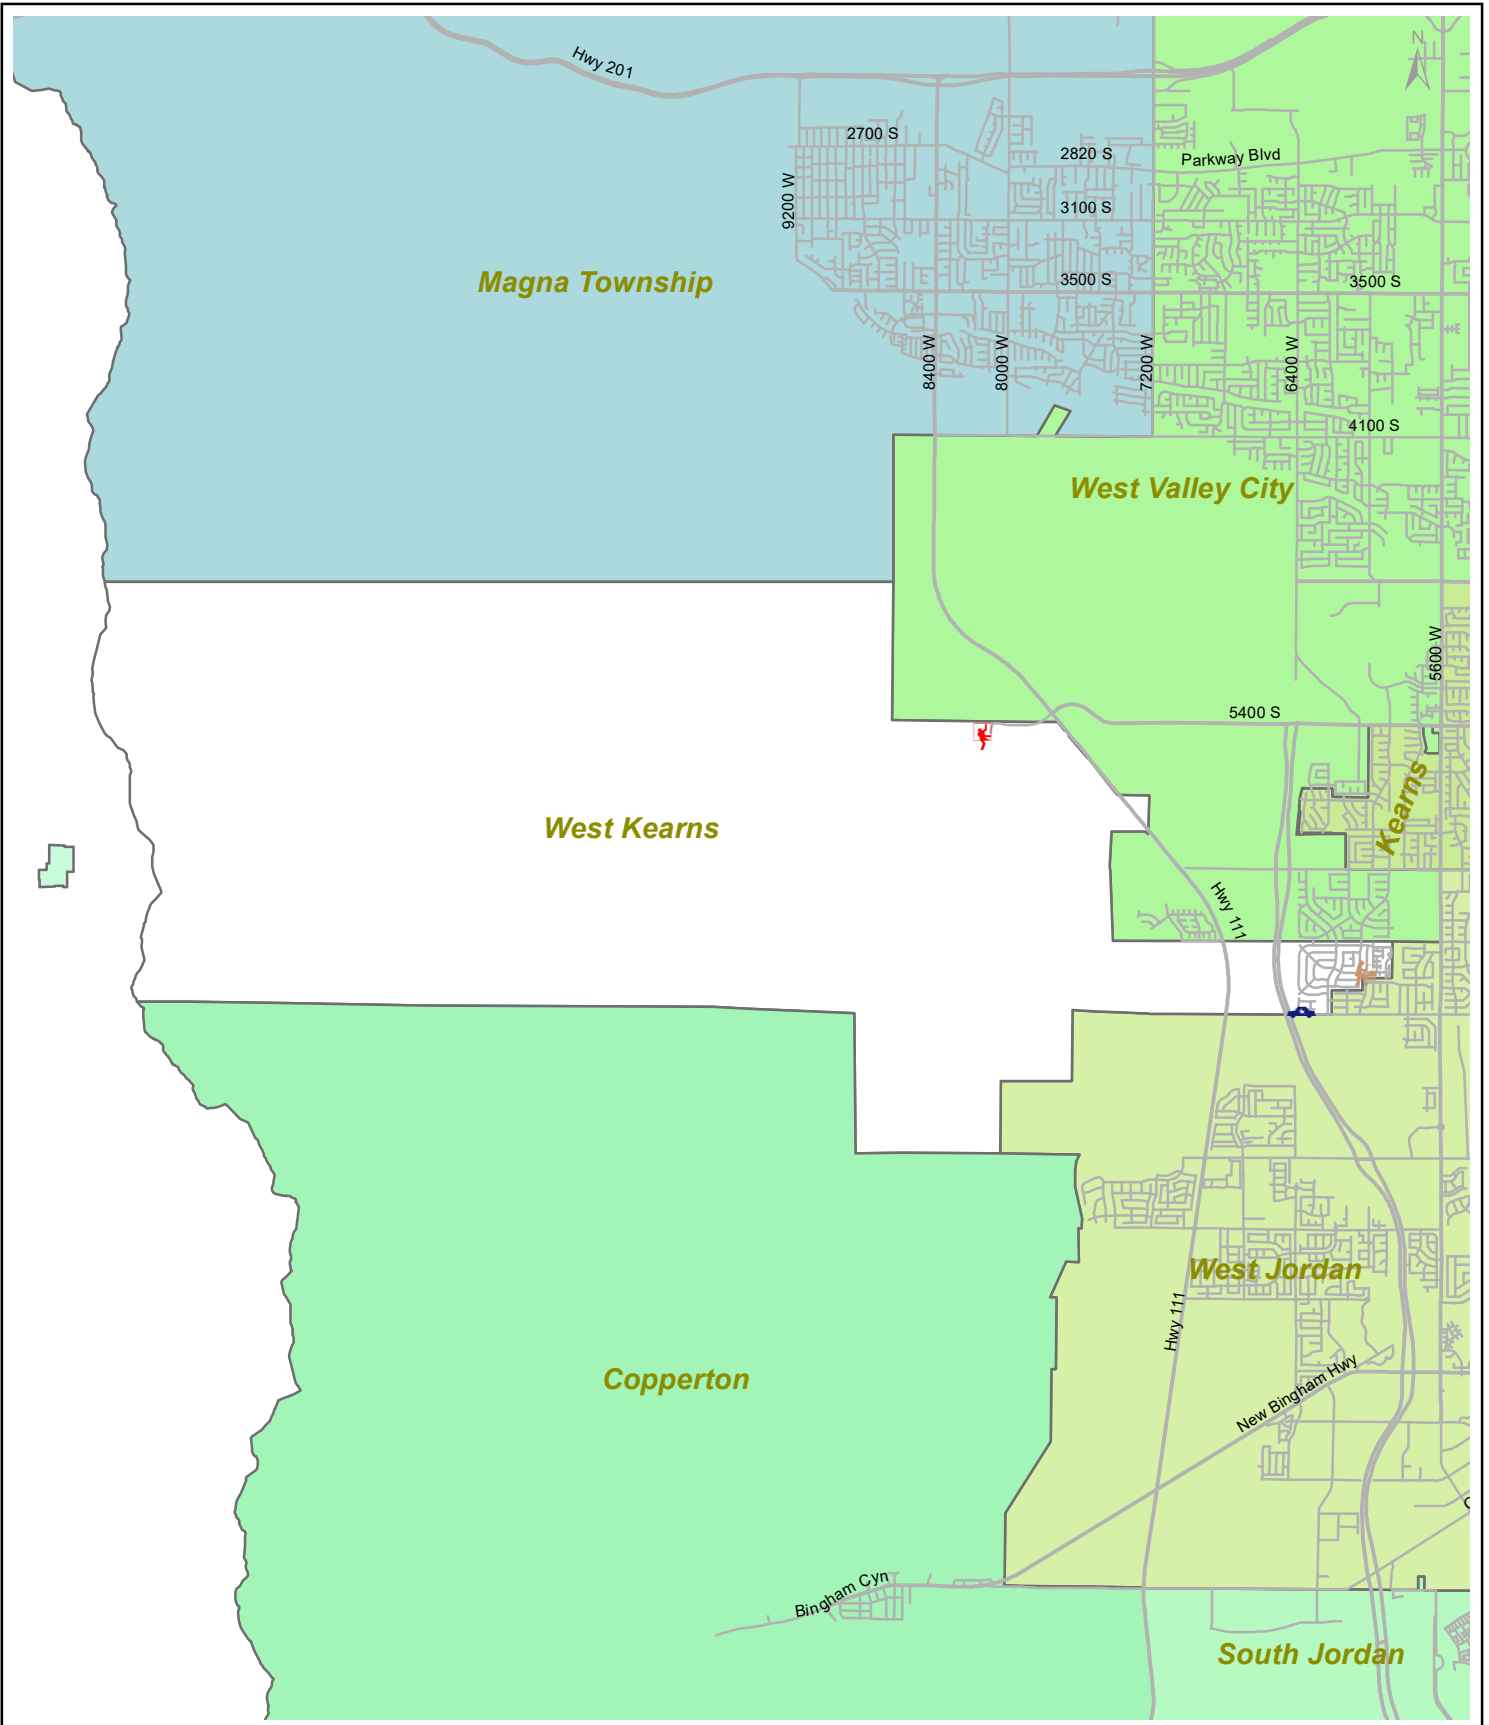 Hwy 201
N
2700 S
2820 S
Parkway Blvd
9200 W
3100 S
Magna Township
3500 S
3500 S
8400 W
8000 W
7200 W
6400 W
4100 S
West Valley City
5600 W
5400 S
West Kearns
Kearns
Hwy 111
West Jordan
Hwy 111
New Bingham Hwy
Copperton
Bingham Cyn
South Jordan